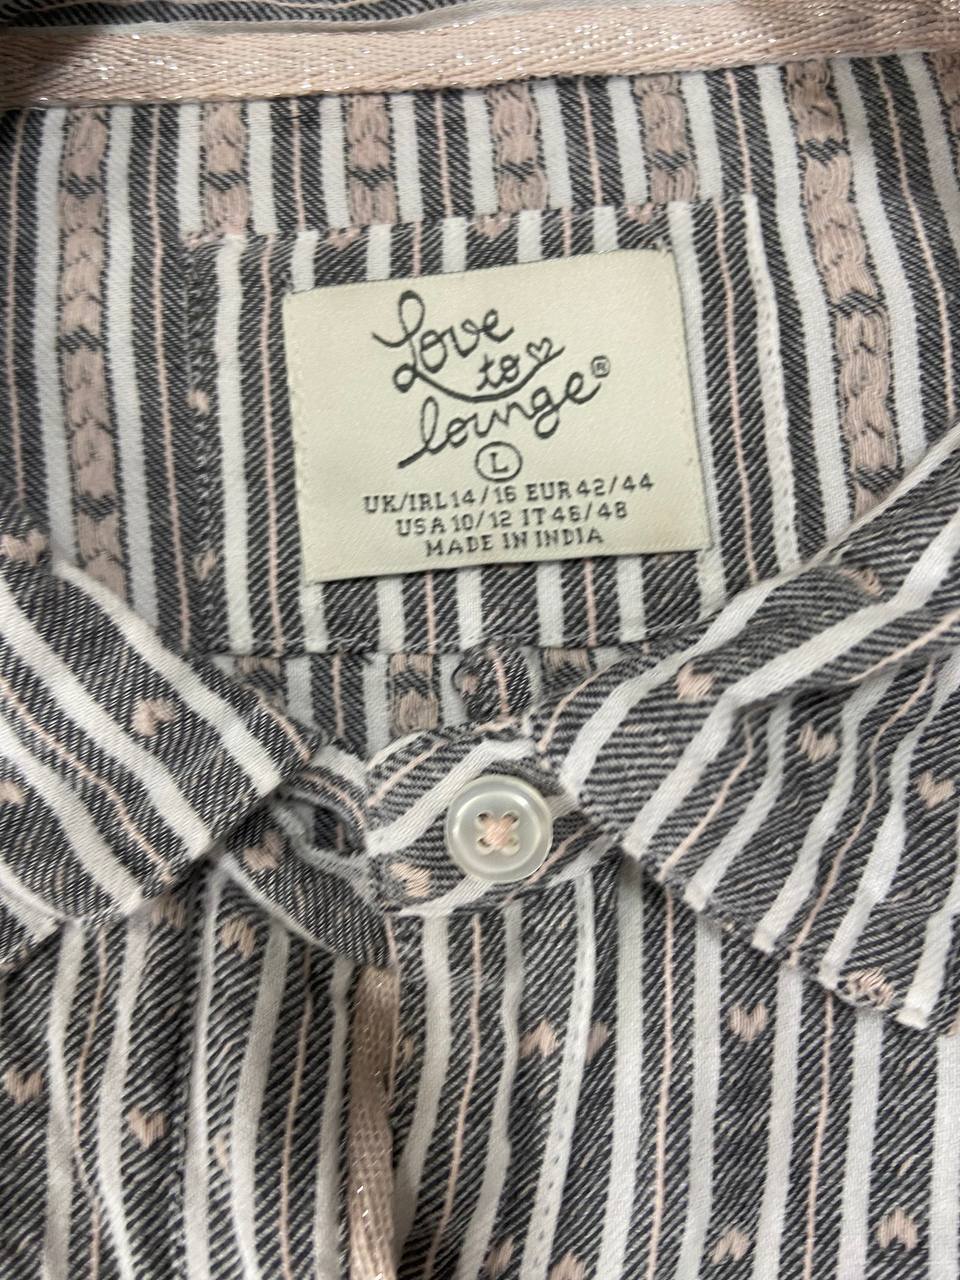 Love
to
lounge®
L
UK/IRL 14/16 EUR 42/44
USA 10/12 IT 46/48
MADE IN INDIA